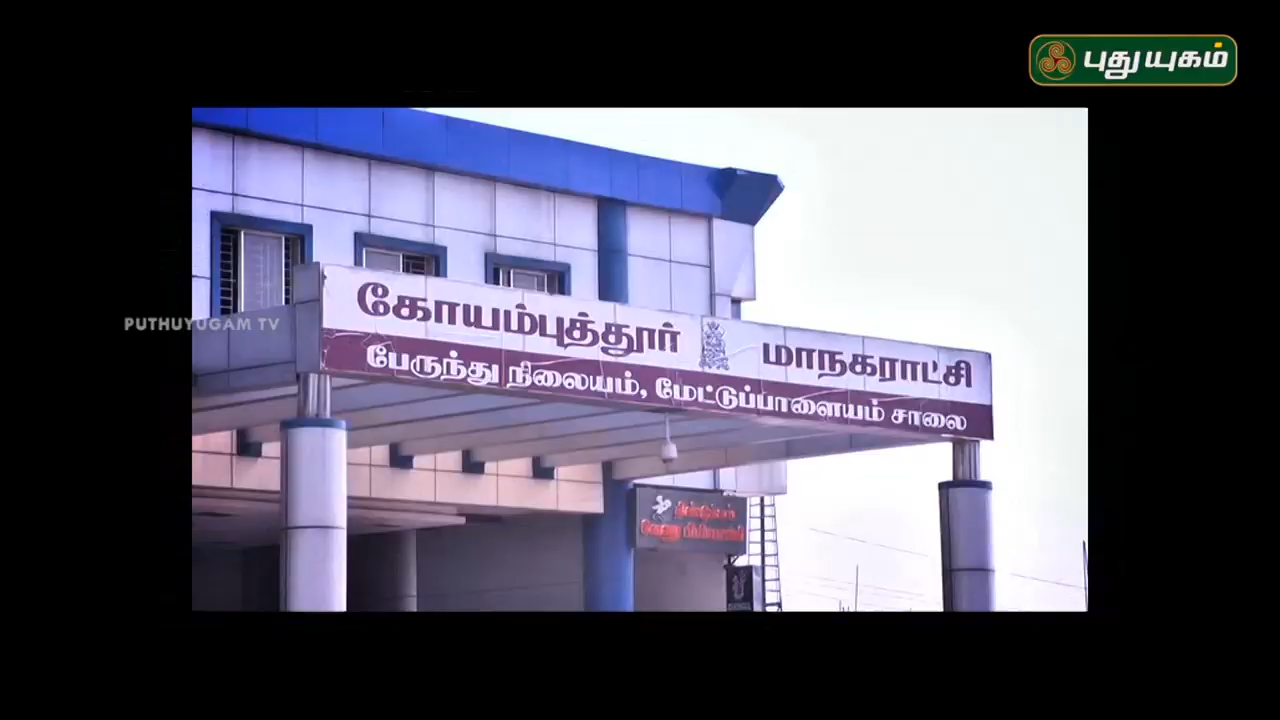 புதுயுகம்
PUTHUYUGAM TV
கோயம்புத்தூர் மாநகராட்சி
பேருந்து நிலையம், மேட்டுப்பாளையம் சாலை